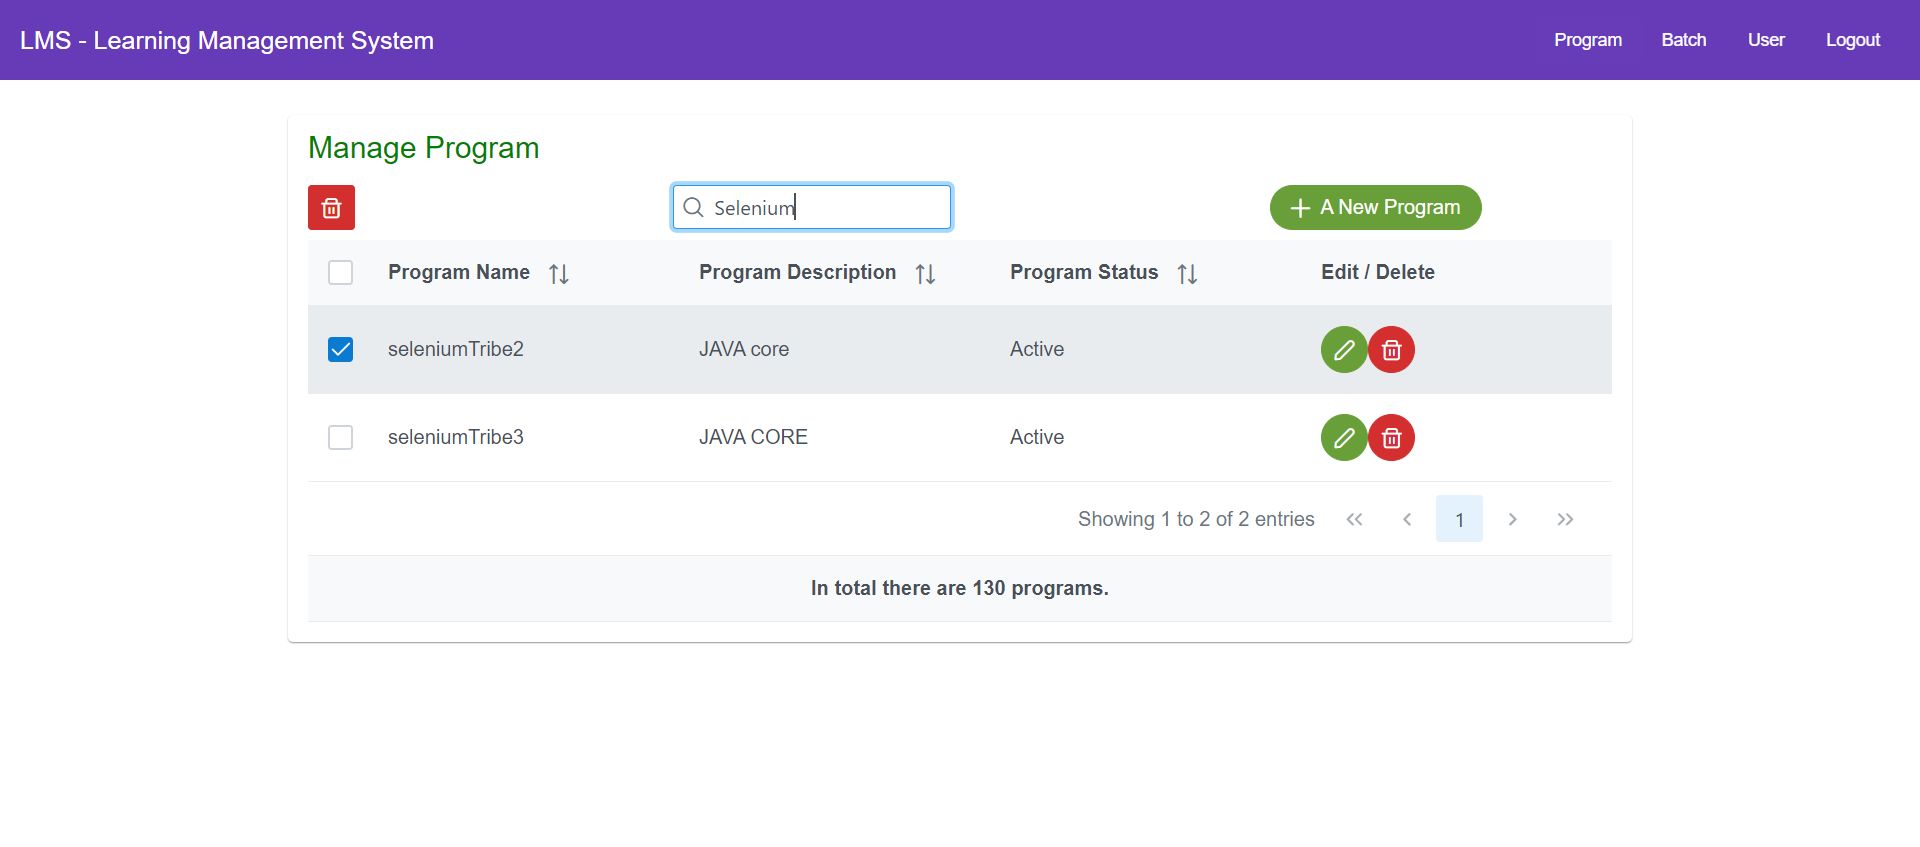 LMS - Learning Management System
Program Batch User Logout
Manage Program
Selenium
A New Program
Program Name Program Description Program Status Edit / Delete
seleniumTribe2 JAVA core Active
seleniumTribe3 JAVA CORE Active
Showing 1 to 2 of 2 entries
1
In total there are 130 programs.